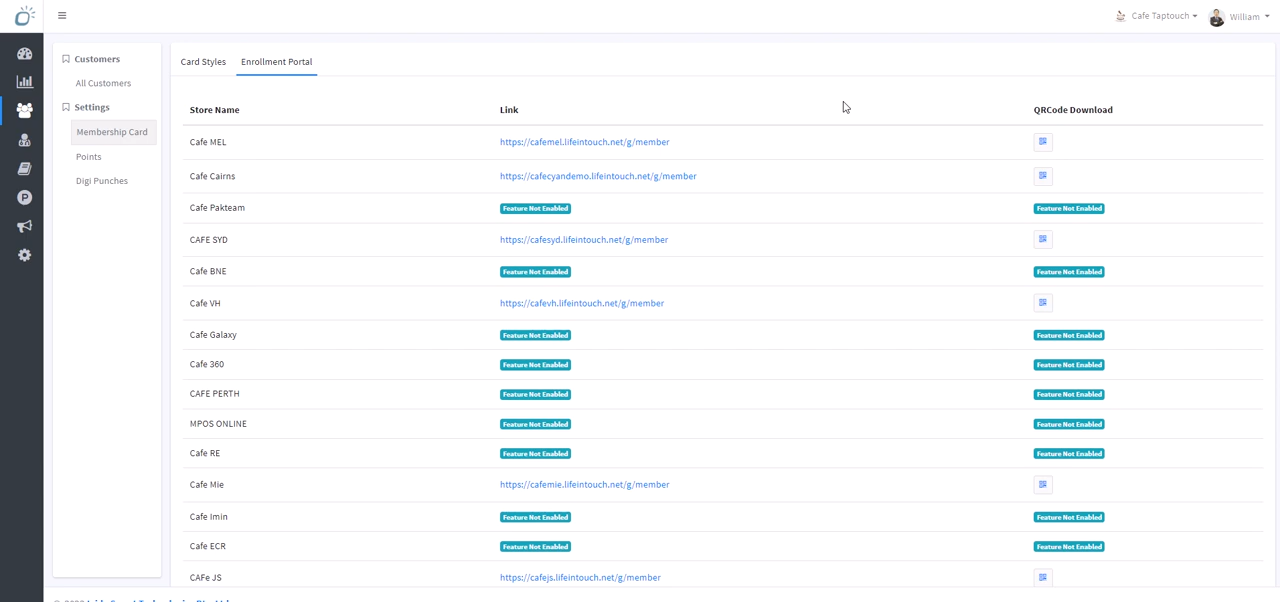 Cafe Taptouch
William
Customers
All Customers
Settings
Membership Card
Points
Digi Punches
Card Styles
Enrollment Portal
Store Name Link QRCode Download
Cafe MEL https://cafemel.lifeintouch.net/g/member
Cafe Cairns https://cafecyandemo.lifeintouch.net/g/member
Cafe Pakteam Feature Not Enabled Feature Not Enabled
CAFE SYD https://cafesyd.lifeintouch.net/g/member
Cafe BNE Feature Not Enabled Feature Not Enabled
Cafe VH https://cafevh.lifeintouch.net/g/member
Cafe Galaxy Feature Not Enabled Feature Not Enabled
Cafe 360 Feature Not Enabled Feature Not Enabled
CAFE PERTH Feature Not Enabled Feature Not Enabled
MPOS ONLINE Feature Not Enabled Feature Not Enabled
Cafe RE Feature Not Enabled Feature Not Enabled
Cafe Mie https://cafemie.lifeintouch.net/g/member
Cafe Imin Feature Not Enabled Feature Not Enabled
Cafe ECR Feature Not Enabled Feature Not Enabled
CAFe JS https://cafejs.lifeintouch.net/g/member